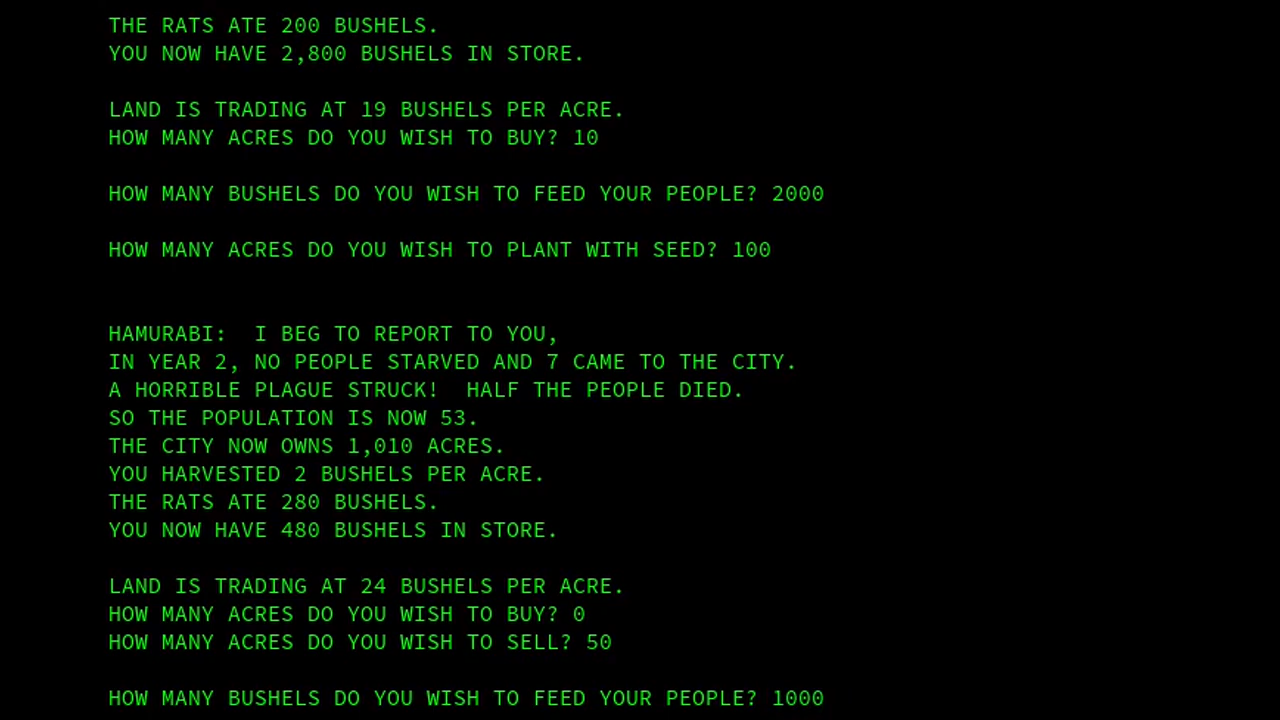 THE RATS ATE 200 BUSHELS.
YOU NOW HAVE 2,800 BUSHELS IN STORE.
LAND IS TRADING AT 19 BUSHELS PER ACRE.
HOW MANY ACRES DO YOU WISH TO BUY? 10
HOW MANY BUSHELS DO YOU WISH TO FEED YOUR PEOPLE? 2000
HOW MANY ACRES DO YOU WISH TO PLANT WITH SEED? 100
HAMURABI:  I BEG TO REPORT TO YOU,
IN YEAR 2, NO PEOPLE STARVED AND 7 CAME TO THE CITY.
A HORRIBLE PLAGUE STRUCK!  HALF THE PEOPLE DIED.
SO THE POPULATION IS NOW 53.
THE CITY NOW OWNS 1,010 ACRES.
YOU HARVESTED 2 BUSHELS PER ACRE.
THE RATS ATE 280 BUSHELS.
YOU NOW HAVE 480 BUSHELS IN STORE.
LAND IS TRADING AT 24 BUSHELS PER ACRE.
HOW MANY ACRES DO YOU WISH TO BUY? 0
HOW MANY ACRES DO YOU WISH TO SELL? 50
HOW MANY BUSHELS DO YOU WISH TO FEED YOUR PEOPLE? 1000